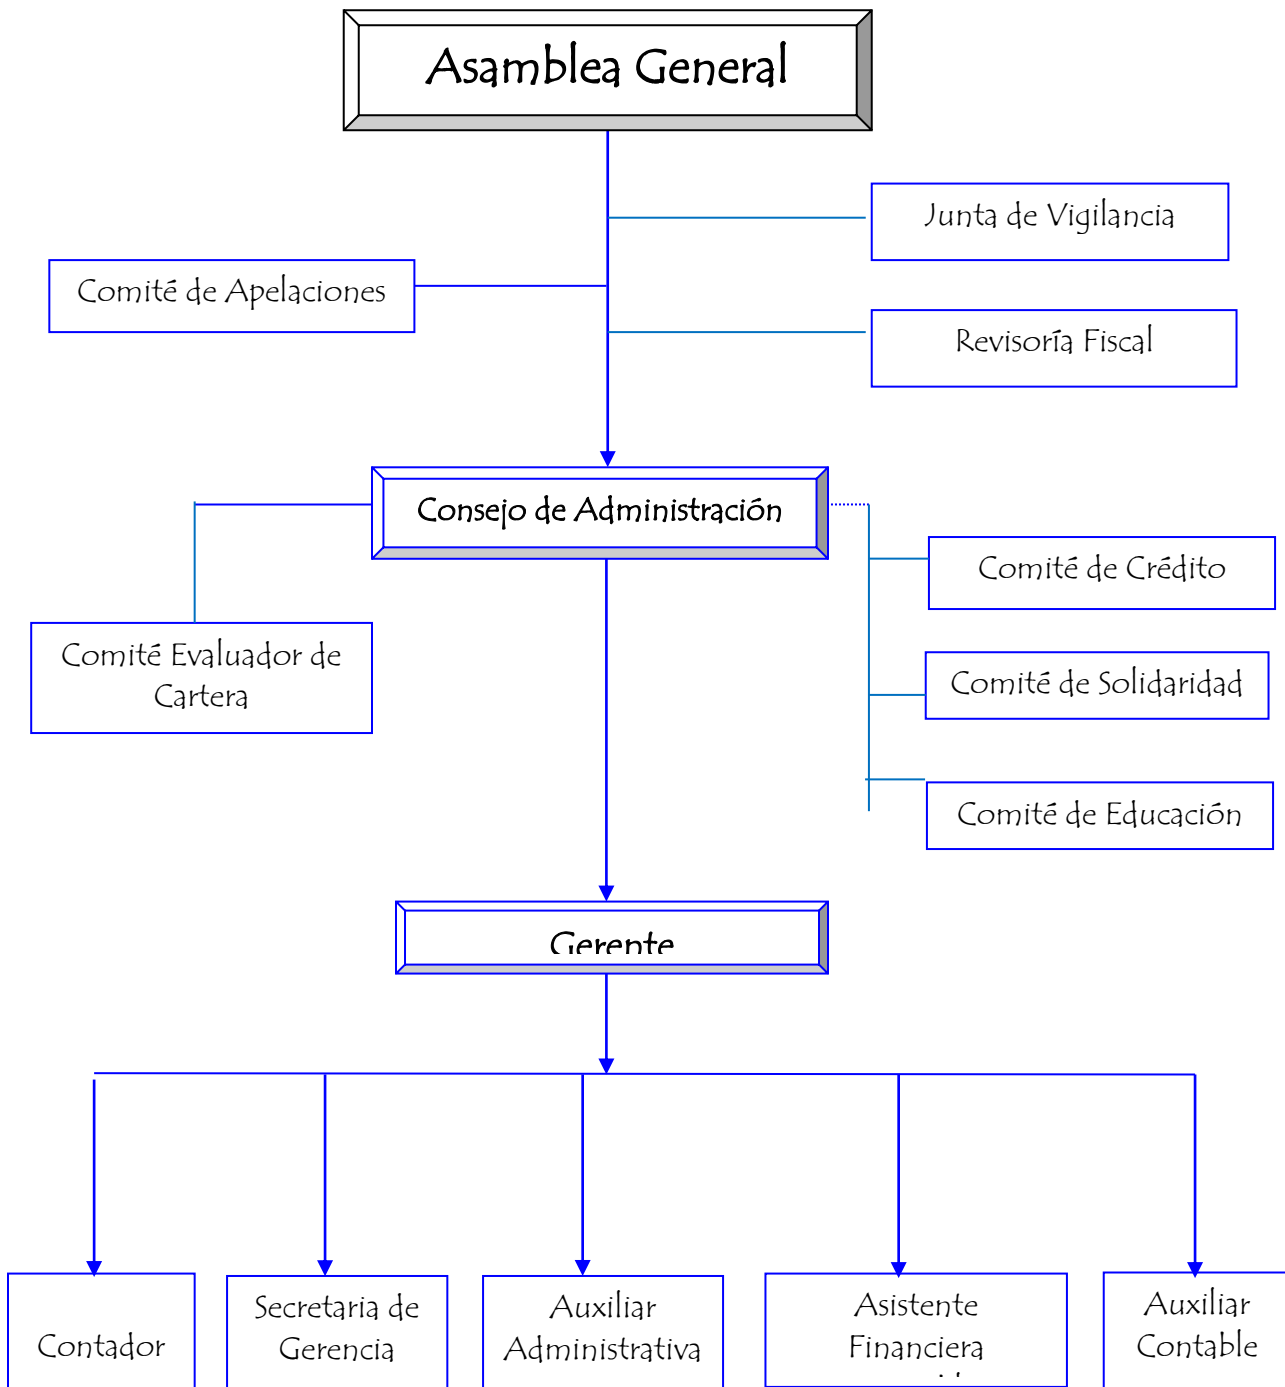 Asamblea General
Junta de Vigilancia
Comité de Apelaciones
Revisoría Fiscal
Consejo de Administración
Comité de Crédito
Comité Evaluador de
Cartera
Comité de Solidaridad
Comité de Educación
Gerente
Contador
Secretaria de
Gerencia
Auxiliar
Administrativa
Asistente
Financiera
Auxiliar
Contable